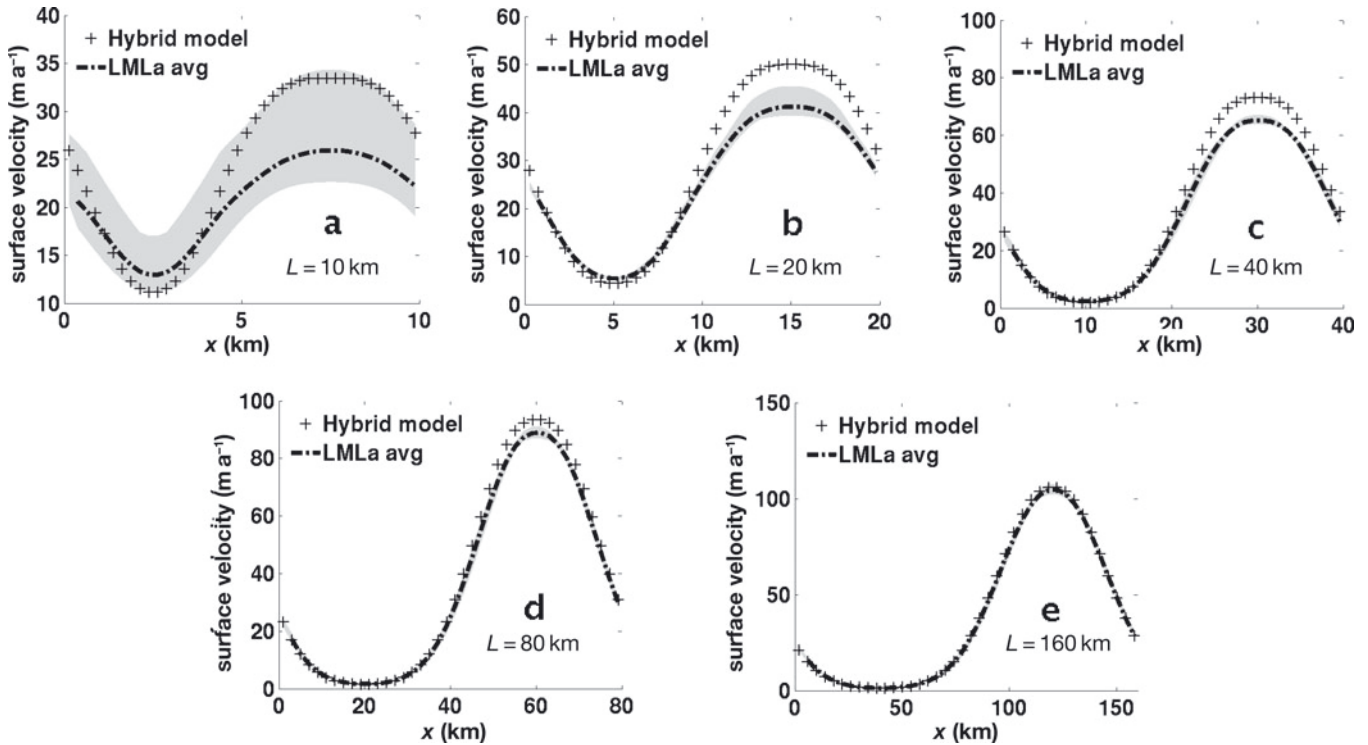 40
35
30
25
20
15
10
surface velocity (m a⁻¹)
Hybrid model
LMLa avg
a
L = 10 km
0
5
10
x (km)
60
50
40
30
20
10
0
surface velocity (m a⁻¹)
Hybrid model
LMLa avg
b
L = 20 km
0
5
10
15
20
x (km)
100
80
60
40
20
0
surface velocity (m a⁻¹)
Hybrid model
LMLa avg
c
L = 40 km
0
10
20
30
40
x (km)
100
80
60
40
20
0
surface velocity (m a⁻¹)
Hybrid model
LMLa avg
d
L = 80 km
0
20
40
60
80
x (km)
150
100
50
0
surface velocity (m a⁻¹)
Hybrid model
LMLa avg
e
L = 160 km
0
50
100
150
x (km)